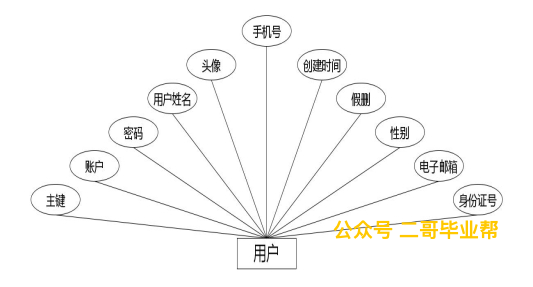 手机号
头像
创建时间
用户姓名
假删
密码
性别
账户
电子邮箱
主键
身份证号
公众号 二哥毕业帮
用户